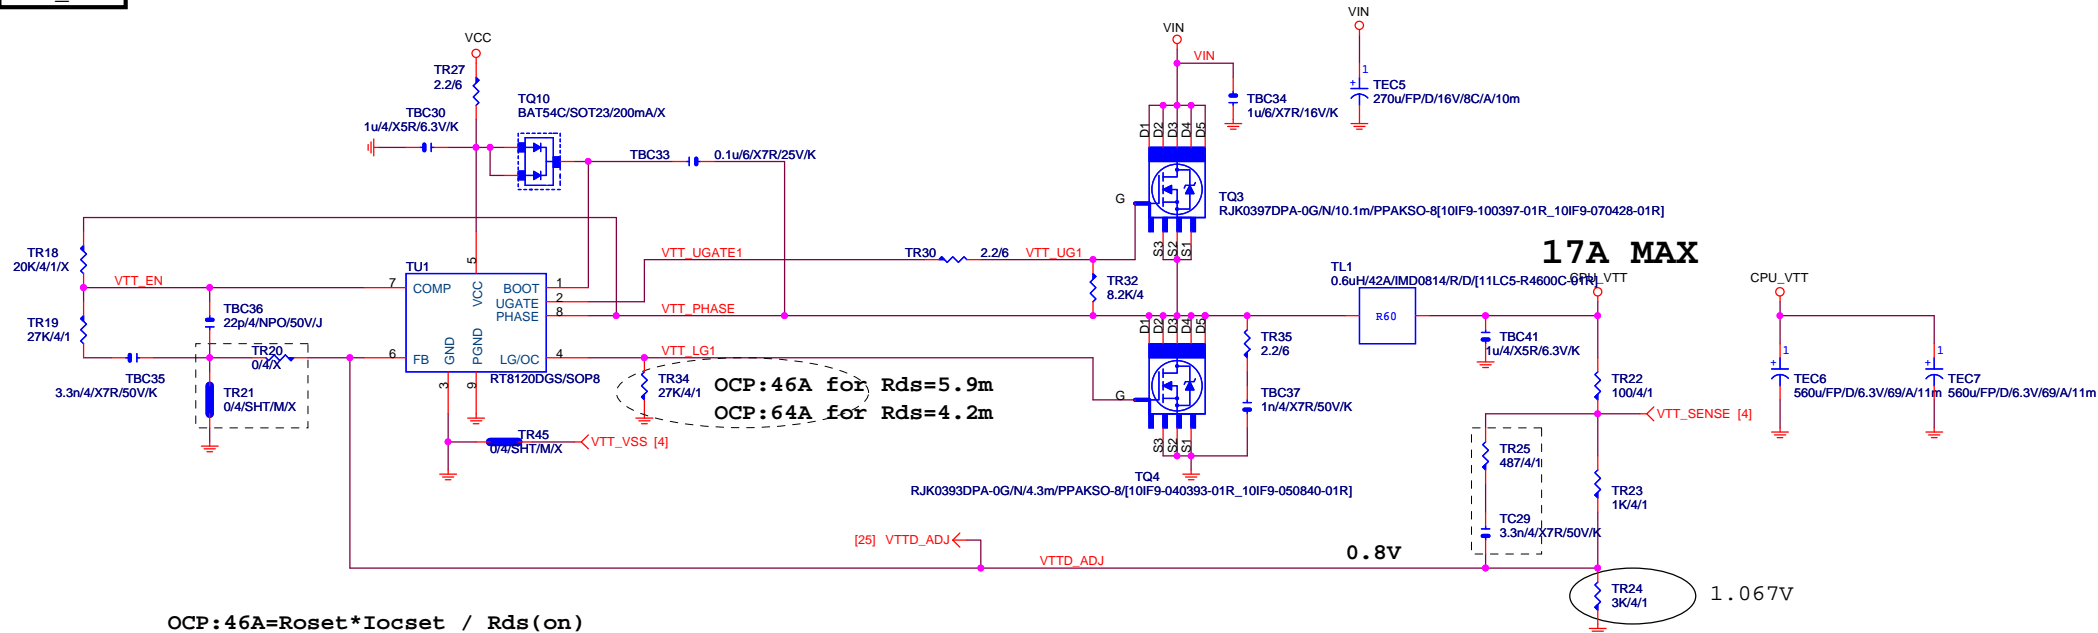 VCC
TR27
2.2/6
TBC30
1u/4/X5R/6.3V/K
TQ10
BAT54C/SOT23/200mA/X
TBC33
0.1u/6/X7R/25V/K
VIN
VIN
TBC34
1u/6/X7R/16V/K
VIN
1
+
TEC5
270u/FP/D/16V/8C/A/10m
D1
D2
D3
D4
D5
G
S3
S2
S1
TQ3
RJK0397DPA-0G/N/10.1m/PPAKSO-8[10IF9-100397-01R_10IF9-070428-01R]
TR18
20K/4/1/X
VTT_EN
TR19
27K/4/1
TBC36
22p/4/NPO/50V/J
TBC35
3.3n/4/X7R/50V/K
TR20
0/4/X
TR21
0/4/SHT/M/X
TU1
7
COMP
5
VCC
BOOT
1
UGATE
2
PHASE
8
6
FB
GND
PGND
LG/OC
4
3
9
RT8120DGS/SOP8
VTT_UGATE1
TR30
2.2/6
VTT_UG1
TR32
8.2K/4
VTT_PHASE
VTT_LG1
TR34
27K/4/1
OCP:46A for Rds=5.9m
OCP:64A for Rds=4.2m
TR45
0/4/SHT/M/X
VTT_VSS [4]
D1
D2
D3
D4
D5
G
S3
S2
S1
TQ4
RJK0393DPA-0G/N/4.3m/PPAKSO-8/[10IF9-040393-01R_10IF9-050840-01R]
TR35
2.2/6
TBC37
1n/4/X7R/50V/K
17A MAX
TL1
0.6uH/42A/IMD0814/R/D/[11LC5-R4600C-01R]
R60
CPU_VTT
TBC41
1u/4/X5R/6.3V/K
TR22
100/4/1
VTT_SENSE [4]
TR25
487/4/1
TC29
3.3n/4/X7R/50V/K
TR23
1K/4/1
CPU_VTT
1
+
TEC6
560u/FP/D/6.3V/69/A/11m
1
+
TEC7
560u/FP/D/6.3V/69/A/11m
[25] VTTD_ADJ
VTTD_ADJ
0.8V
TR24
3K/4/1
1.067V
OCP:46A=Roset*Iocset / Rds(on)